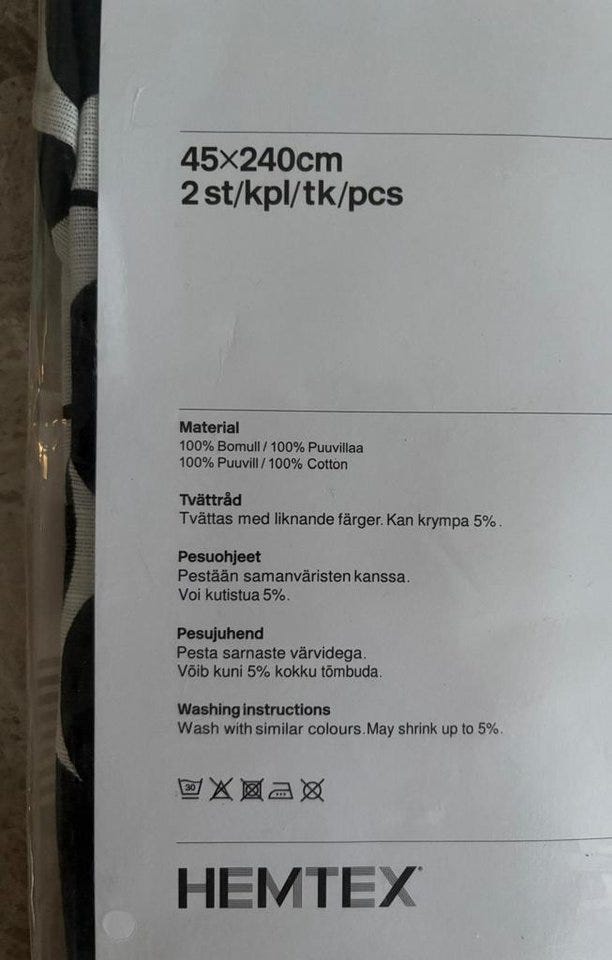 45×240cm
2 st/kpl/tk/pcs
Material
100% Bomull / 100% Puuvillaa
100% Puuvill / 100% Cotton
Tvättråd
Tvättas med liknande färger. Kan krympa 5%.
Pesuohjeet
Pestään samanväristen kanssa.
Voi kutistua 5%.
Pesujuhend
Pesta sarnaste värvidega.
Võib kuni 5% kokku tõmbuda.
Washing instructions
Wash with similar colours. May shrink up to 5%.
30
HEMTEX